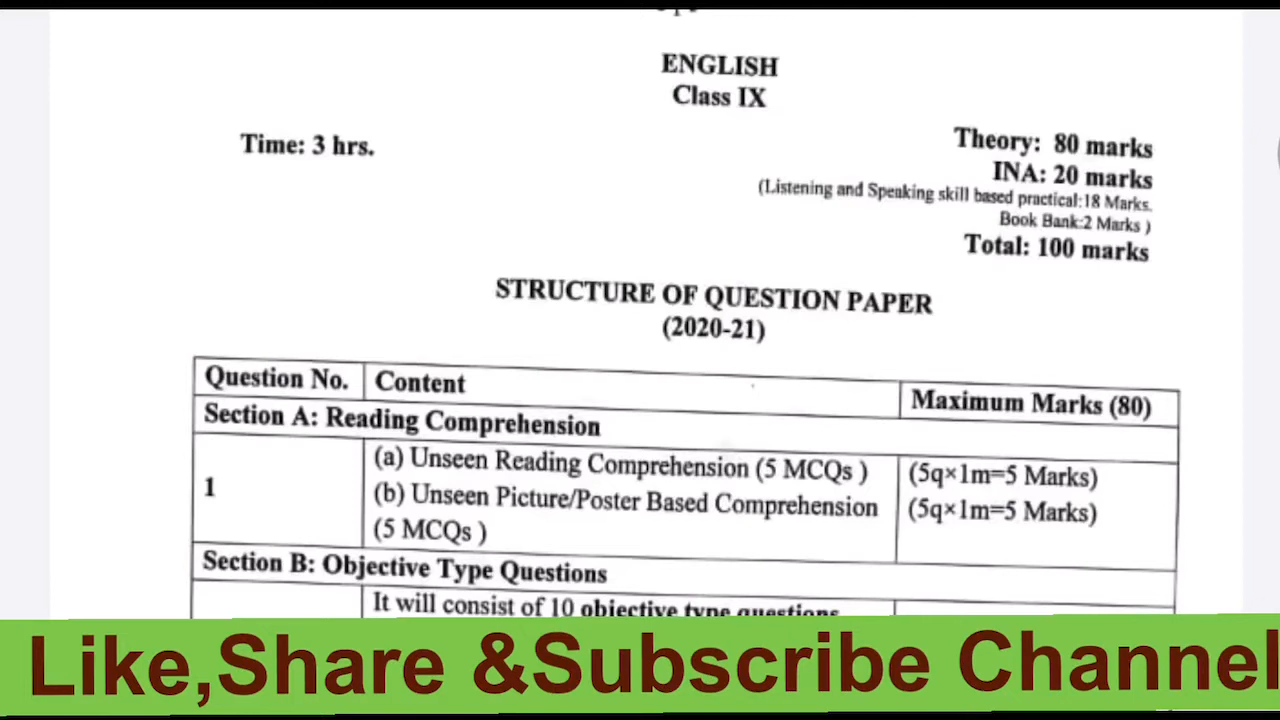 ENGLISH
Class IX
Time: 3 hrs.
Theory: 80 marks
INA: 20 marks
(Listening and Speaking skill based practical:18 Marks.
Book Bank:2 Marks )
Total: 100 marks
STRUCTURE OF QUESTION PAPER
(2020-21)
Question No. Content Maximum Marks (80)
Section A: Reading Comprehension
1
(a) Unseen Reading Comprehension (5 MCQs )
(5q×1m=5 Marks)
(b) Unseen Picture/Poster Based Comprehension
(5 MCQs )
(5q×1m=5 Marks)
Section B: Objective Type Questions
It will consist of 10 objective type questions
Like,Share &Subscribe Channel